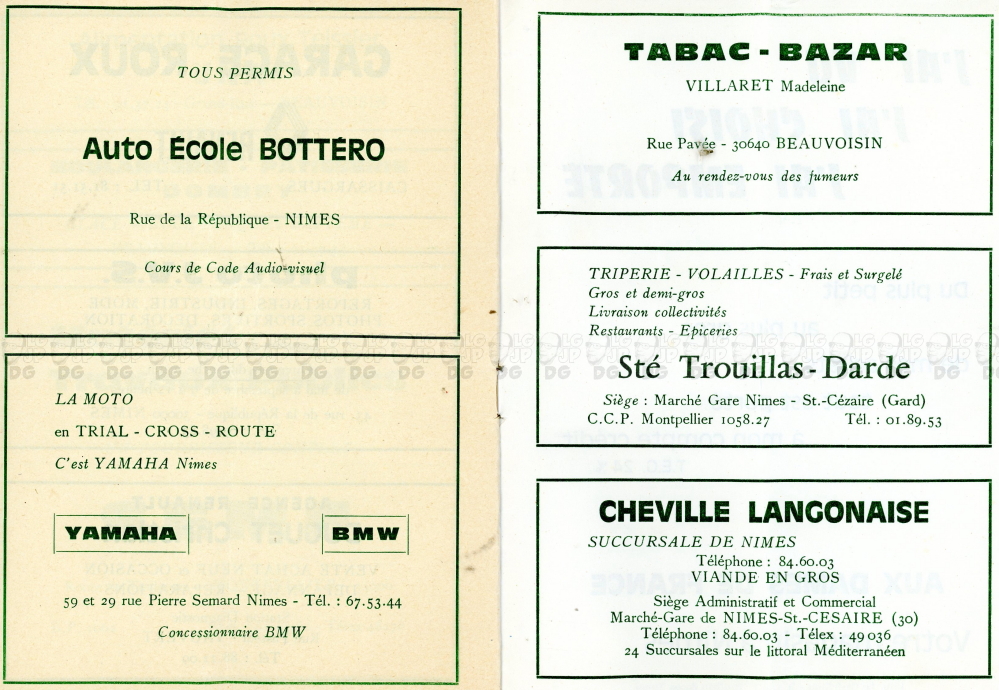 TOUS PERMIS
Auto École BOTTERO
Rue de la République - NIMES
Cours de Code Audio-visuel
LA MOTO
en TRIAL - CROSS - ROUTE
C'est YAMAHA Nimes
YAMAHA
BMW
59 et 29 rue Pierre Semard Nimes - Tél. : 67.53.44
Concessionnaire BMW
TABAC - BAZAR
VILLARET Madeleine
Rue Pavée - 30640 BEAUVOISIN
Au rendez-vous des fumeurs
TRIPERIE - VOLAILLES - Frais et Surgelé
Gros et demi-gros
Livraison collectivités
Restaurants - Epiceries
Sté Trouillas-Darde
Siège : Marché Gare Nimes - St.-Cézaire (Gard)
C.C.P. Montpellier 1058.27 Tél. : 01.89.53
CHEVILLE LANGONAISE
SUCCURSALE DE NIMES
Téléphone : 84.60.03
VIANDE EN GROS
Siège Administratif et Commercial
Marché-Gare de NIMES-St.-CESAIRE (30)
Téléphone : 84.60.03 - Télex : 49 036
24 Succursales sur le littoral Méditerranéen